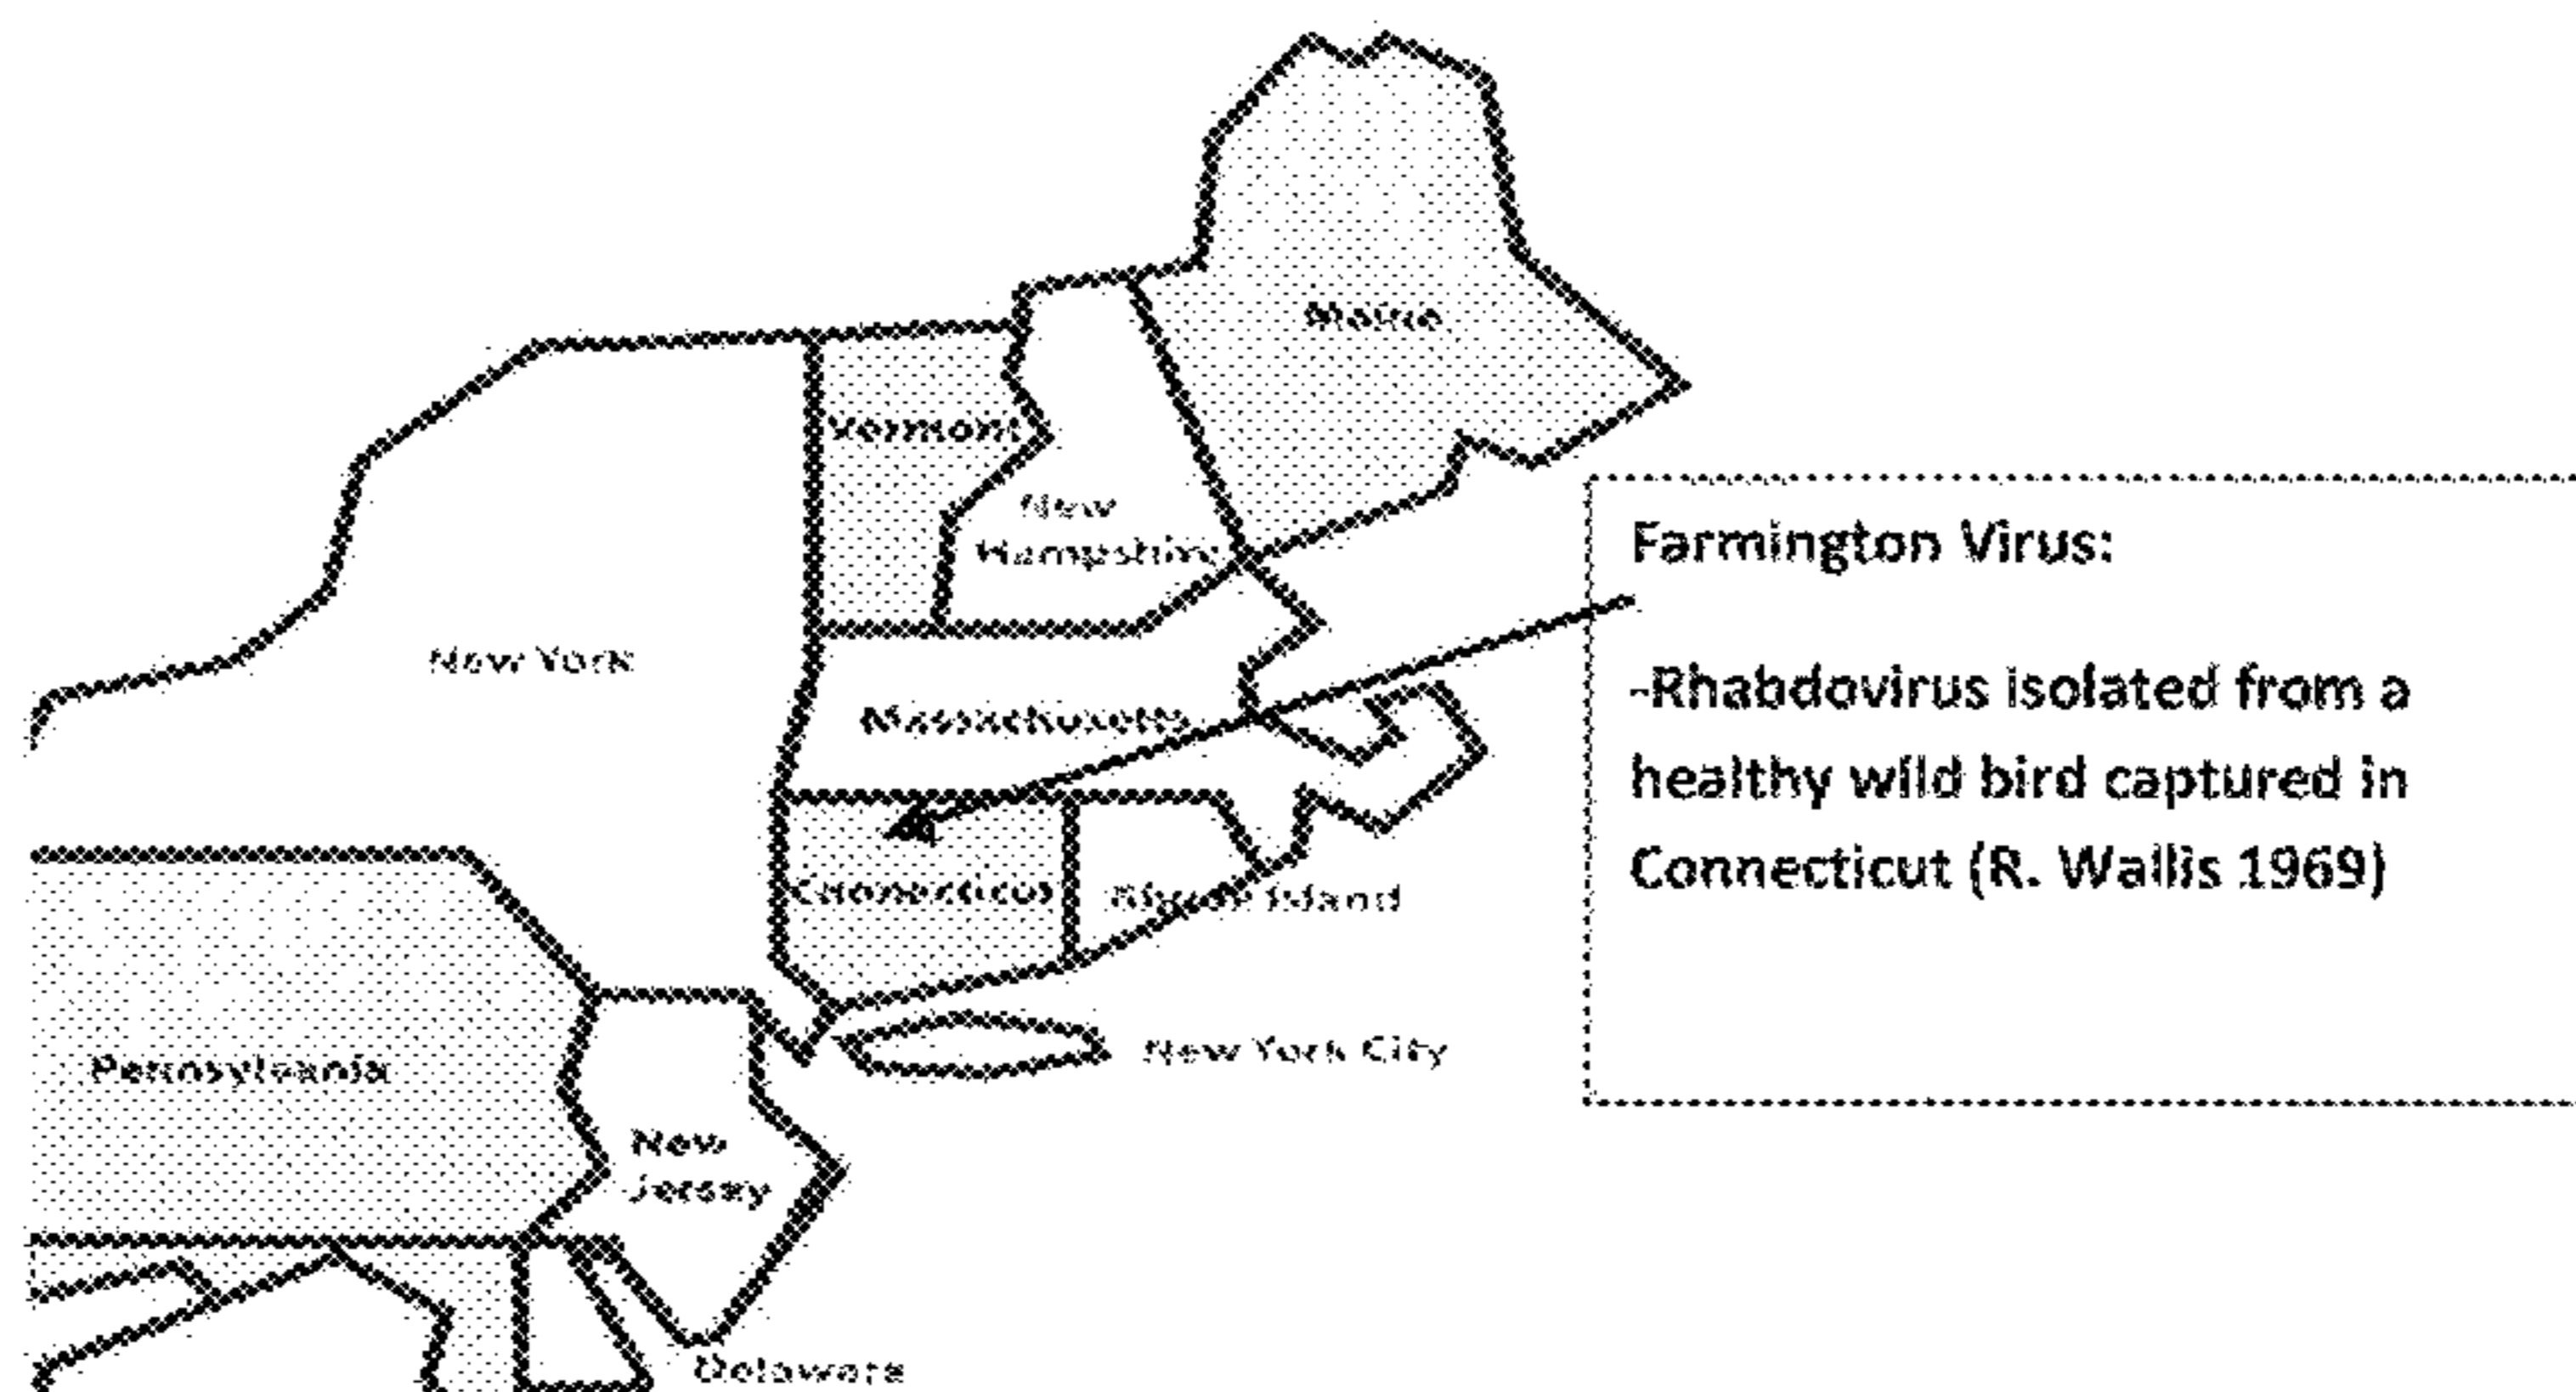 Maine
Vermont
New
Hampshire
Farmington Virus:
New York
-Rhabdovirus isolated from a
Massachusetts
healthy wild bird captured in
Connecticut (R. Wallis 1969)
Connecticut
Rhode Island
New York City
Pennsylvania
New
Jersey
Delaware